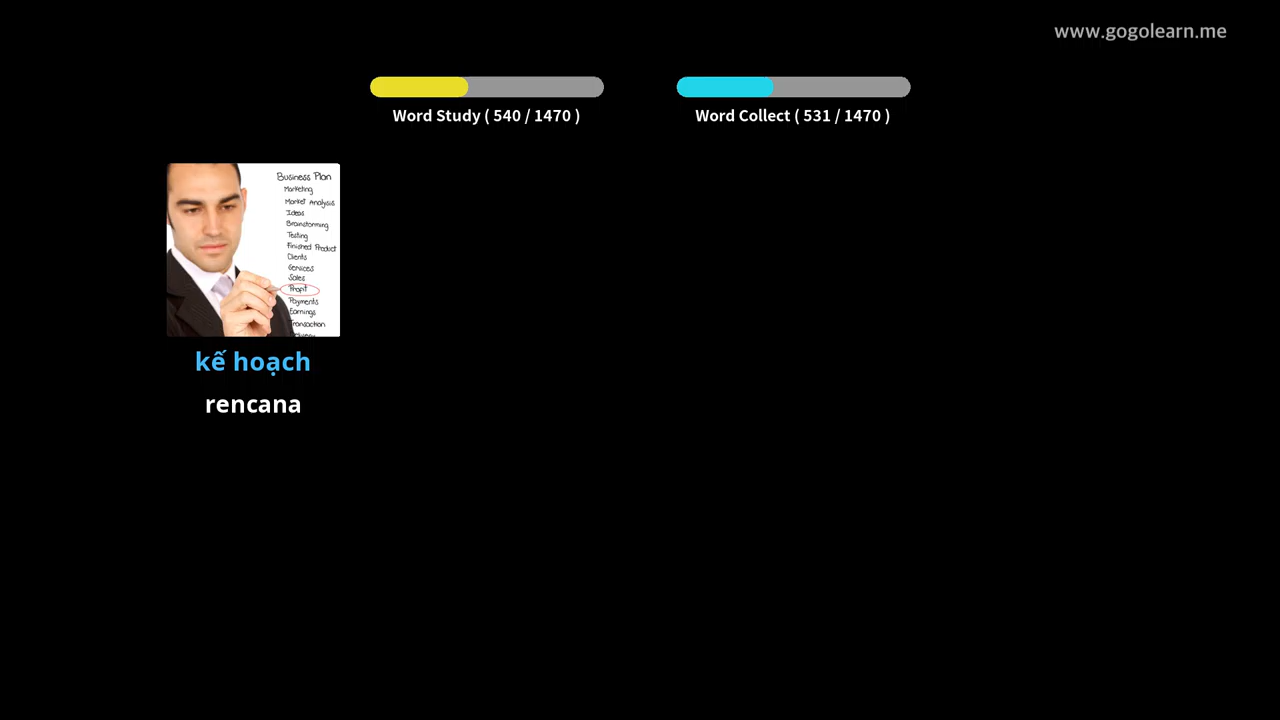 www.gogolearn.me
Word Study ( 540 / 1470 )
Word Collect ( 531 / 1470 )
Business Plan
Marketing
Market Analysis
Ideas
Brainstorming
Testing
Finished Product
Clients
Services
Sales
Profit
Payments
Earnings
Transaction
Delivery
kế hoạch
rencana